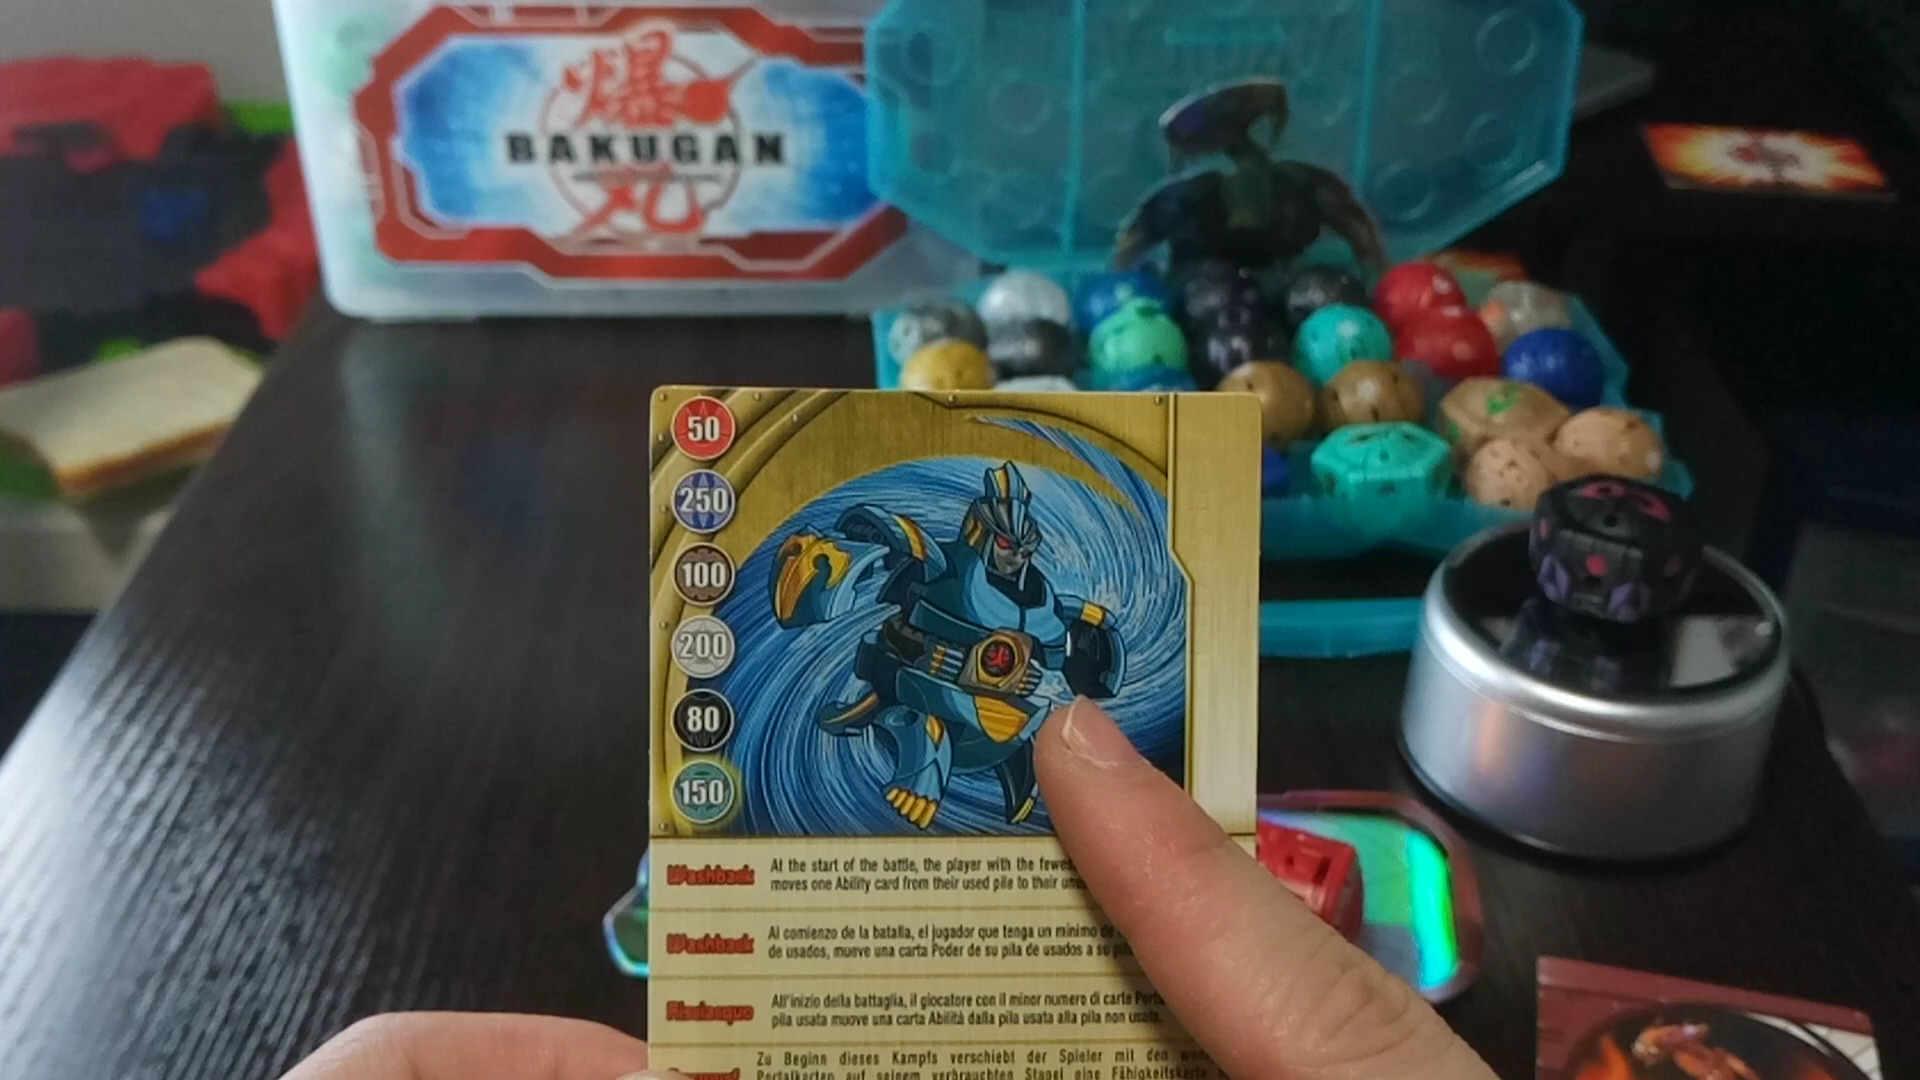 爆
BAKUGAN
丸
50
250
100
200
80
150
Washback
At the start of the battle, the player with the
moves one Ability card from their used pile to their
Washback
Al comienzo de la batalla, el jugador que tenga un mínimo
de usados, mueve una carta Poder de su pila de usados a su
Risciacquo
All'inizio della battaglia, il giocatore con il minor numero di carte
pila usata muove una carta Abilità dalla pila usata alla pila non usata.
Zu Beginn dieses Kampfs verschiebt der Spieler mit den
Portalkarten auf seinem verbrauchten Stapel eine Fähigkeitskarte